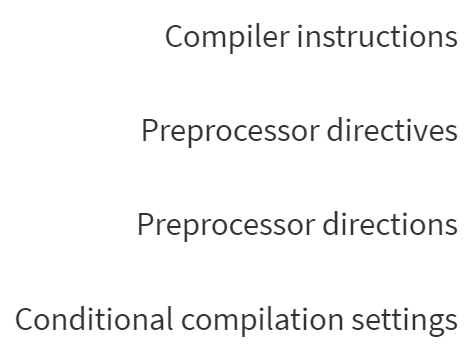 Compiler instructions
Preprocessor directives
Preprocessor directions
Conditional compilation settings